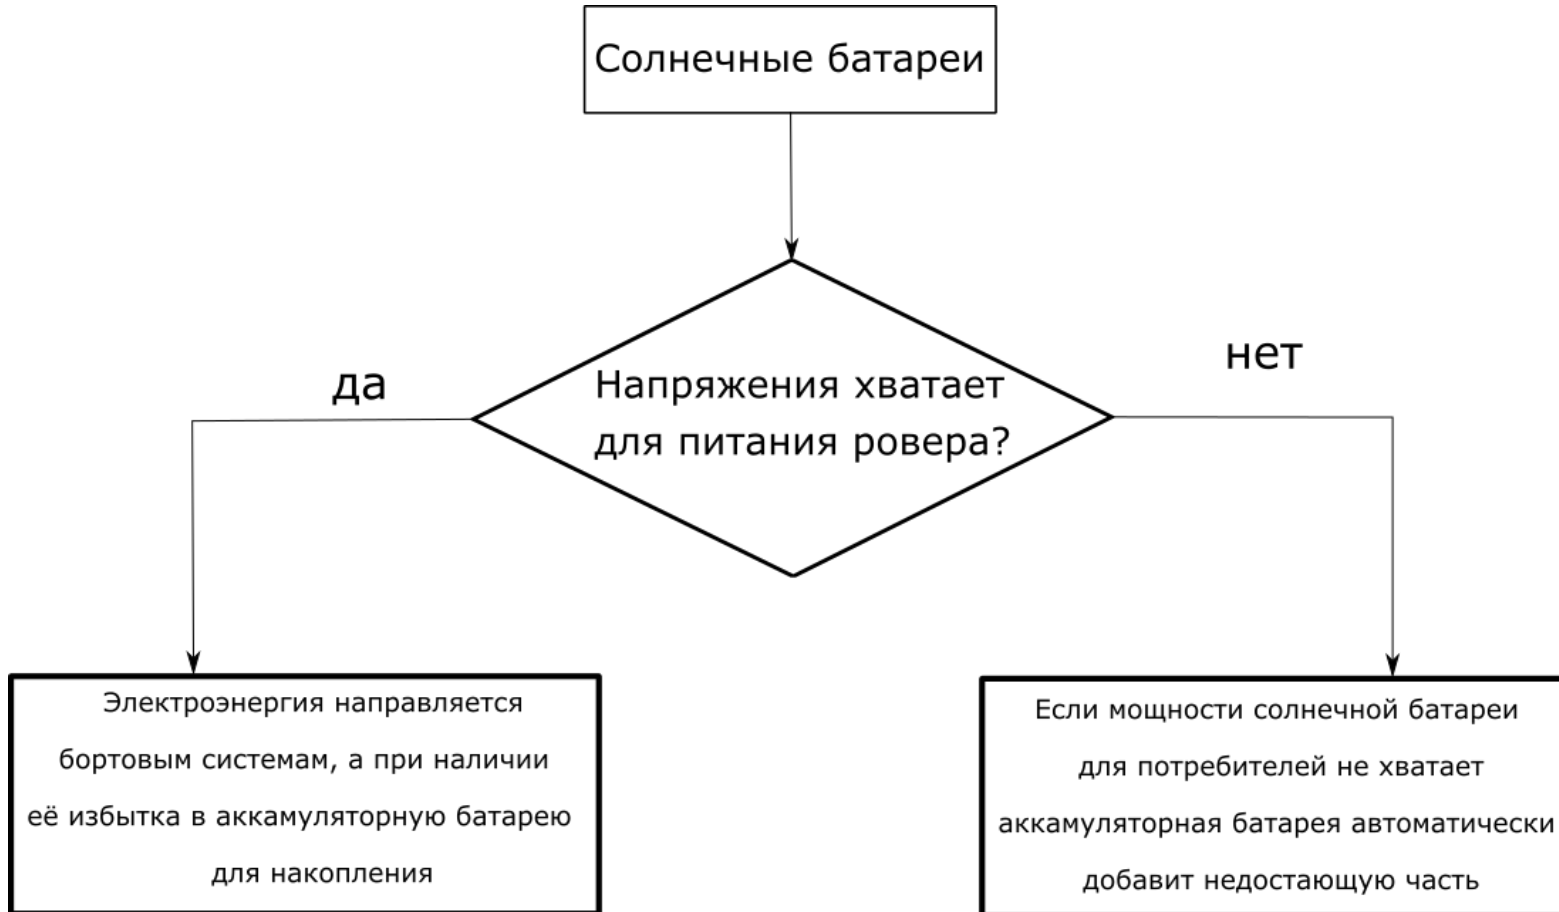 Солнечные батареи
да
нет
Напряжения хватает
для питания ровера?
Электроэнергия направляется
бортовым системам, а при наличии
её избытка в аккамуляторную батарею
для накопления
Если мощности солнечной батареи
для потребителей не хватает
аккамуляторная батарея автоматически
добавит недостающую часть